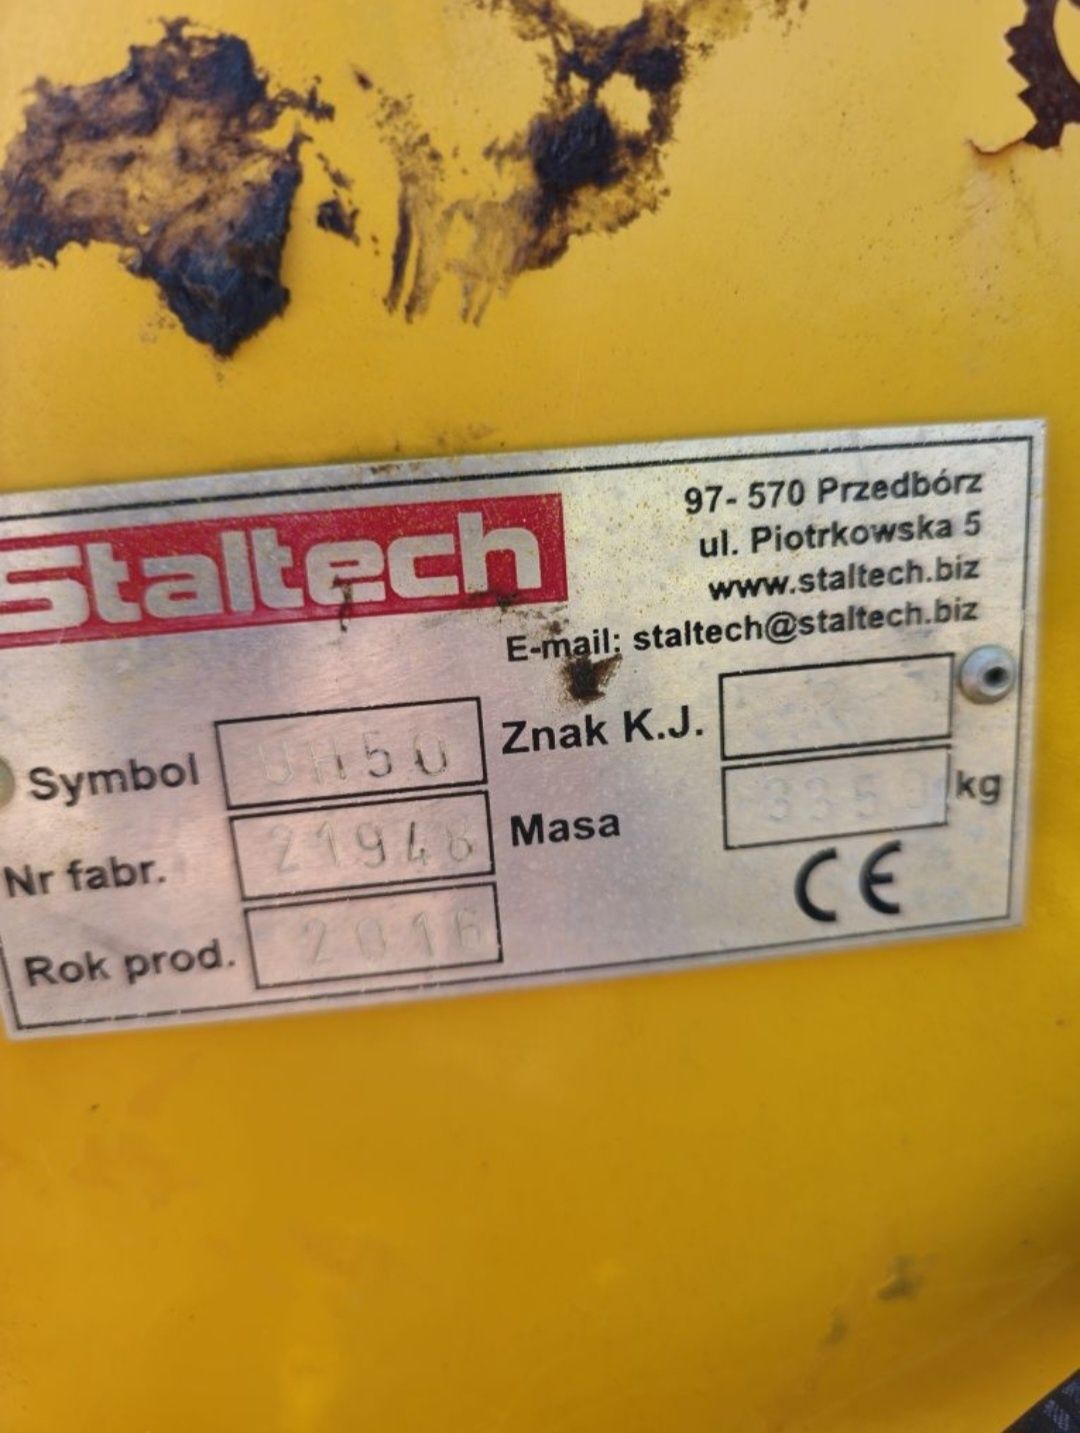 Staltech
97- 570 Przedbórz
ul. Piotrkowska 5
www.staltech.biz
E-mail: staltech@staltech.biz
Symbol UH50
Znak K.J.
Nr fabr. 21948
Masa kg
Rok prod. 2016
CE